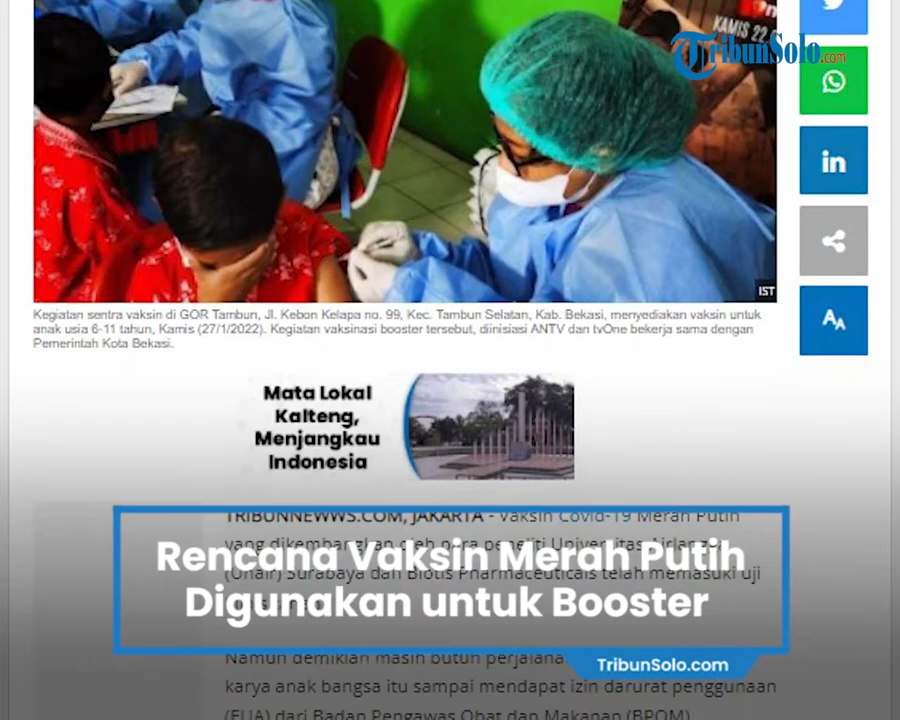 KAMIS 22
TribunSolo.com
in
IST
AA
Kegiatan sentra vaksin di GOR Tambun, Jl. Kebon Kelapa no. 99, Kec. Tambun Selatan, Kab. Bekasi, menyediakan vaksin untuk
anak usia 6-11 tahun, Kamis (27/1/2022). Kegiatan vaksinasi booster tersebut, diinisiasi ANTV dan tvOne bekerja sama dengan
Pemerintah Kota Bekasi.
Mata Lokal
Kalteng,
Menjangkau
Indonesia
TRIBUNNEWWS.COM, JAKARTA - Vaksin Covid-19 Merah Putih
yang dikembangkan oleh para peneliti Universitas Airlangga
(Unair) Surabaya dan Biotis Pharmaceuticals telah memasuki uji
Rencana Vaksin Merah Putih
Digunakan untuk Booster
Namun demikian masih butuh
TribunSolo.com
karya anak bangsa itu sampai mendapat izin darurat penggunaan
(EUA) dari Badan Pengawas Obat dan Makanan (BPOM)